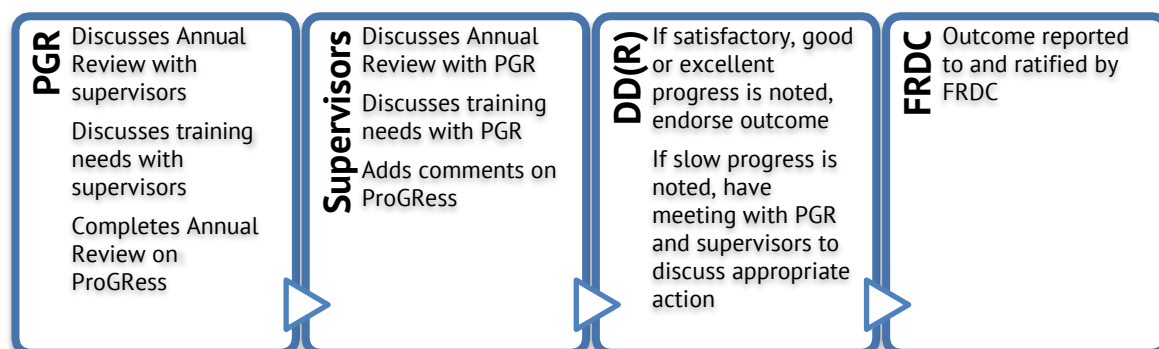 PGR
Discusses Annual
Review with
supervisors
Discusses training
needs with
supervisors
Completes Annual
Review on
ProGRess
Supervisors
Discusses Annual
Review with PGR
Discusses training
needs with PGR
Adds comments on
ProGRess
DD(R)
If satisfactory, good
or excellent
progress is noted,
endorse outcome
If slow progress is
noted, have
meeting with PGR
and supervisors to
discuss appropriate
action
FRDC
Outcome reported
to and ratified by
FRDC